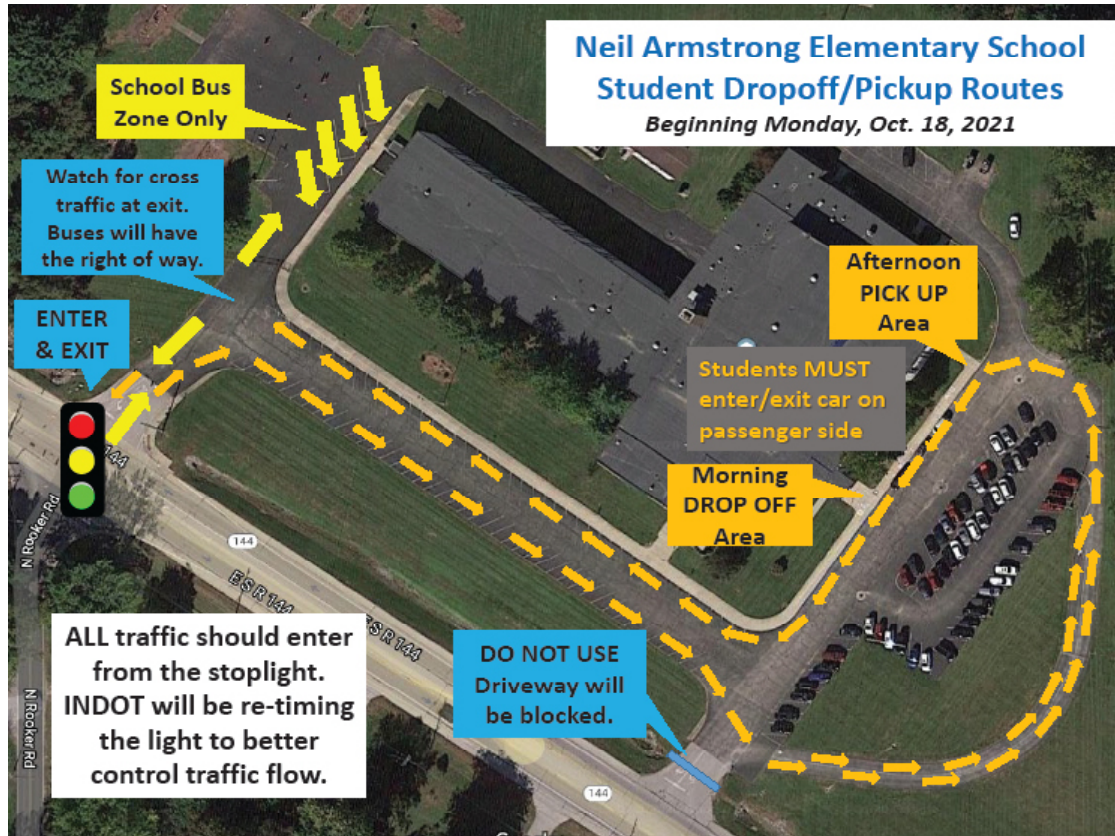 Neil Armstrong Elementary School
Student Dropoff/Pickup Routes
Beginning Monday, Oct. 18, 2021
School Bus
Zone Only
Watch for cross
traffic at exit.
Buses will have
the right of way.
ENTER
& EXIT
Afternoon
PICK UP
Area
Students MUST
enter/exit car on
passenger side
Morning
DROP OFF
Area
144
N Rooker Rd
144
E S R 144
E S R 144
DO NOT USE
Driveway will
be blocked.
ALL traffic should enter
from the stoplight.
INDOT will be re-timing
the light to better
control traffic flow.
N Rooker Rd
144